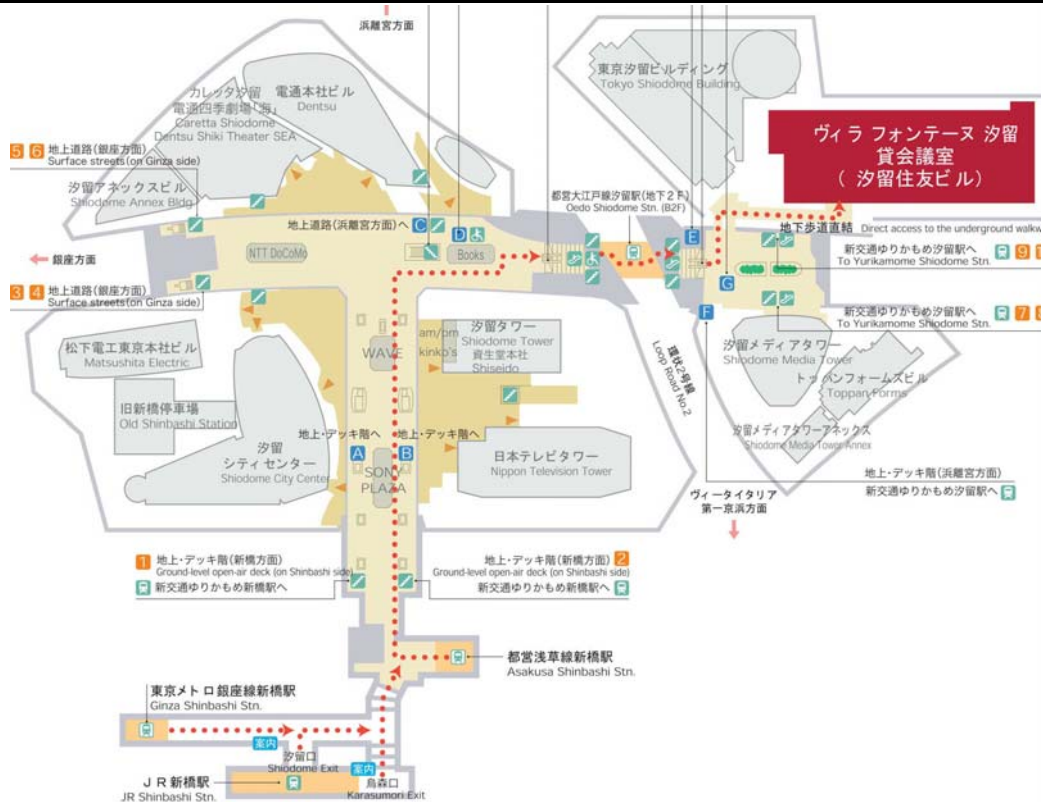 浜離宮方面
東京汐留ビルディング
Tokyo Shiodome Building
カレッタ汐留
電通四季劇場「海」
Caretta Shiodome
Dentsu Shiki Theater SEA
電通本社ビル
Dentsu
ヴィラ フォンテーヌ 汐留
貸会議室
( 汐留住友ビル)
5 6 地上道路(銀座方面)
Surface streets(on Ginza side)
汐留アネックスビル
Shiodome Annex Bldg
都営大江戸線汐留駅(地下2F)
Oedo Shiodome Stn. (B2F)
地上道路(浜離宮方面)へ C
D
E
地下歩道直結 Direct access to the underground walkw
銀座方面
NTT DoCoMo
Books
新交通ゆりかもめ汐留駅へ 9
To Yurikamome Shiodome Stn.
G
3 4 地上道路(銀座方面)
Surface streets(on Ginza side)
F
新交通ゆりかもめ汐留駅へ 7
To Yurikamome Shiodome Stn.
松下電工東京本社ビル
Matsushita Electric
WAVE
am/pm
kinko's
汐留タワー
Shiodome Tower
資生堂本社
Shiseido
環状2号線
Loop Road No.2
汐留メディアタワー
Shiodome Media Tower
トッパンフォームズビル
Toppan Forms
旧新橋停車場
Old Shinbashi Station
汐留メディアタワーアネックス
Shiodome Media Tower Annex
地上・デッキ階へ
A
地上・デッキ階へ
B
汐留
シティセンター
Shiodome City Center
SONY
PLAZA
日本テレビタワー
Nippon Television Tower
地上・デッキ階(浜離宮方面)
新交通ゆりかもめ汐留駅へ
ヴィータイタリア
第一京浜方面
1 地上・デッキ階(新橋方面)
Ground-level open-air deck (on Shinbashi side)
新交通ゆりかもめ新橋駅へ
地上・デッキ階(新橋方面) 2
Ground-level open-air deck (on Shinbashi side)
新交通ゆりかもめ新橋駅へ
都営浅草線新橋駅
Asakusa Shinbashi Stn.
東京メトロ銀座線新橋駅
Ginza Shinbashi Stn.
案内
汐留口
Shiodome Exit
案内
JR新橋駅
JR Shinbashi Stn.
烏森口
Karasumori Exit